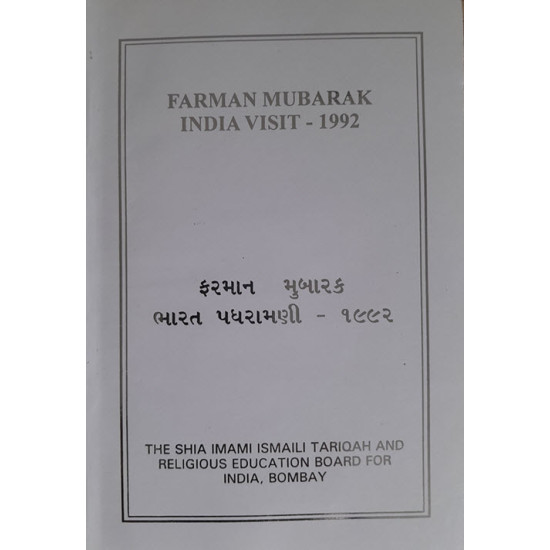 FARMAN MUBARAK
INDIA VISIT - 1992
ફરમાન મુબારક
ભારત પધરામણી - ૧૯૯૨
THE SHIA IMAMI ISMAILI TARIQAH AND
RELIGIOUS EDUCATION BOARD FOR
INDIA, BOMBAY